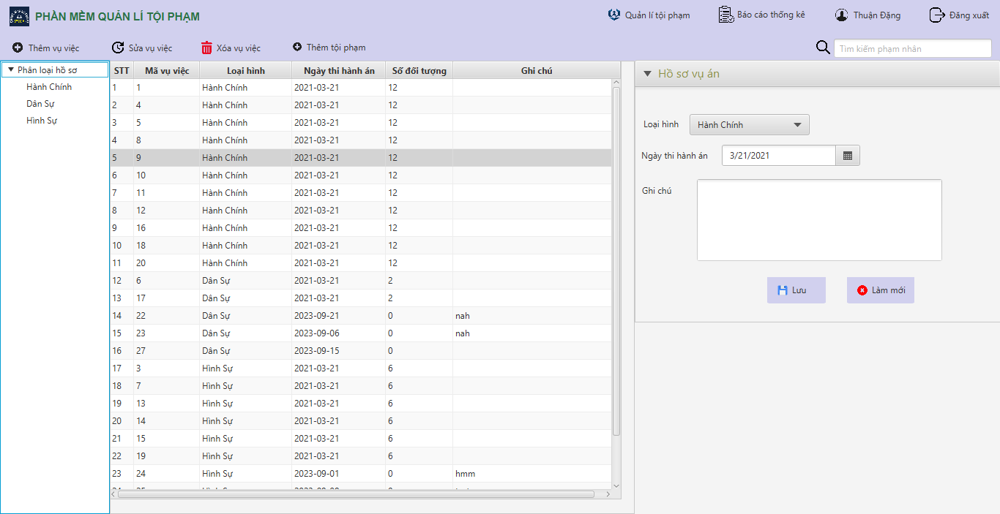 PHẦN MỀM QUẢN LÍ TỘI PHẠM
Quản lí tội phạm
Báo cáo thống kê
Thuận Đặng
Đăng xuất
Thêm vụ việc
Sửa vụ việc
Xóa vụ việc
Thêm tội phạm
Tìm kiếm phạm nhân
Phân loại hồ sơ
Hành Chính
Dân Sự
Hình Sự
STT Mã vụ việc Loại hình Ngày thi hành án Số đối tượng Ghi chú
1 1 Hành Chính 2021-03-21 12
2 4 Hành Chính 2021-03-21 12
3 5 Hành Chính 2021-03-21 12
4 8 Hành Chính 2021-03-21 12
5 9 Hành Chính 2021-03-21 12
6 10 Hành Chính 2021-03-21 12
7 11 Hành Chính 2021-03-21 12
8 12 Hành Chính 2021-03-21 12
9 16 Hành Chính 2021-03-21 12
10 18 Hành Chính 2021-03-21 12
11 20 Hành Chính 2021-03-21 12
12 6 Dân Sự 2021-03-21 2
13 17 Dân Sự 2021-03-21 2
14 22 Dân Sự 2023-09-21 0 nah
15 23 Dân Sự 2023-09-06 0 nah
16 27 Dân Sự 2023-09-15 0
17 3 Hình Sự 2021-03-21 6
18 7 Hình Sự 2021-03-21 6
19 13 Hình Sự 2021-03-21 6
20 14 Hình Sự 2021-03-21 6
21 15 Hình Sự 2021-03-21 6
22 19 Hình Sự 2021-03-21 6
23 24 Hình Sự 2023-09-01 0 hmm
Hồ sơ vụ án
Loại hình Hành Chính
Ngày thi hành án 3/21/2021
Ghi chú
Lưu
Làm mới